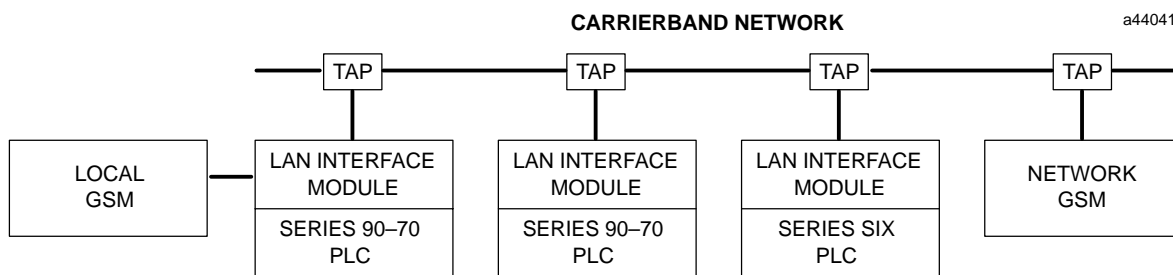 CARRIERBAND NETWORK
a44041
TAP
TAP
TAP
TAP
LOCAL
GSM
LAN INTERFACE
MODULE
SERIES 90–70
PLC
LAN INTERFACE
MODULE
SERIES 90–70
PLC
LAN INTERFACE
MODULE
SERIES SIX
PLC
NETWORK
GSM